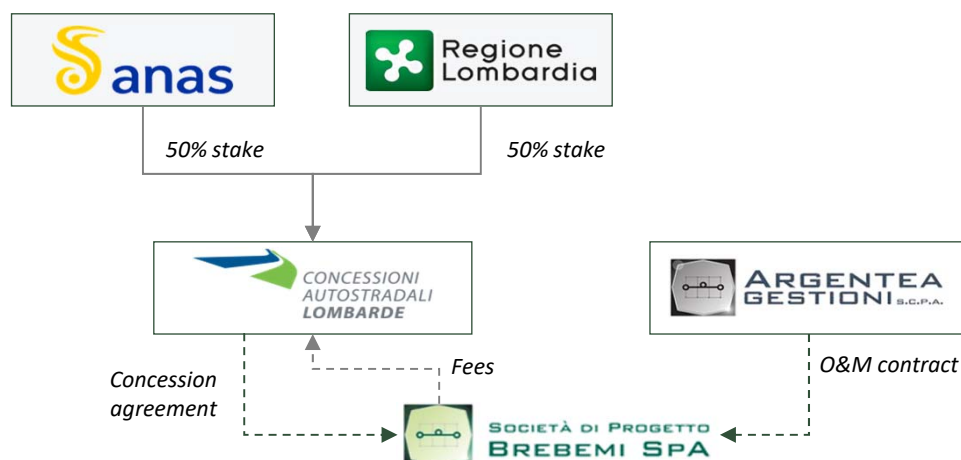 anas
Regione
Lombardia
50% stake
50% stake
CONCESSIONI
AUTOSTRADALI
LOMBARDE
ARGENTEA
GESTIONI S.C.P.A.
Concession
agreement
Fees
O&M contract
SOCIETÀ DI PROGETTO
BREBEMI SPA